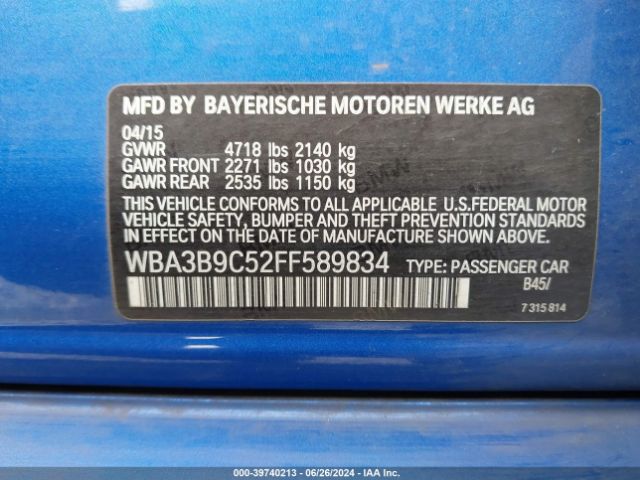 MFD BY BAYERISCHE MOTOREN WERKE AG
04/15
GVWR 4718 lbs 2140 kg
GAWR FRONT 2271 lbs 1030 kg
GAWR REAR 2535 lbs 1150 kg
THIS VEHICLE CONFORMS TO ALL APPLICABLE U.S.FEDERAL MOTOR
VEHICLE SAFETY, BUMPER AND THEFT PREVENTION STANDARDS
IN EFFECT ON THE DATE OF MANUFACTURE SHOWN ABOVE.
WBA3B9C52FF589834 TYPE: PASSENGER CAR
B45/
7 315 814
000-39740213 - 06/26/2024 - IAA Inc.